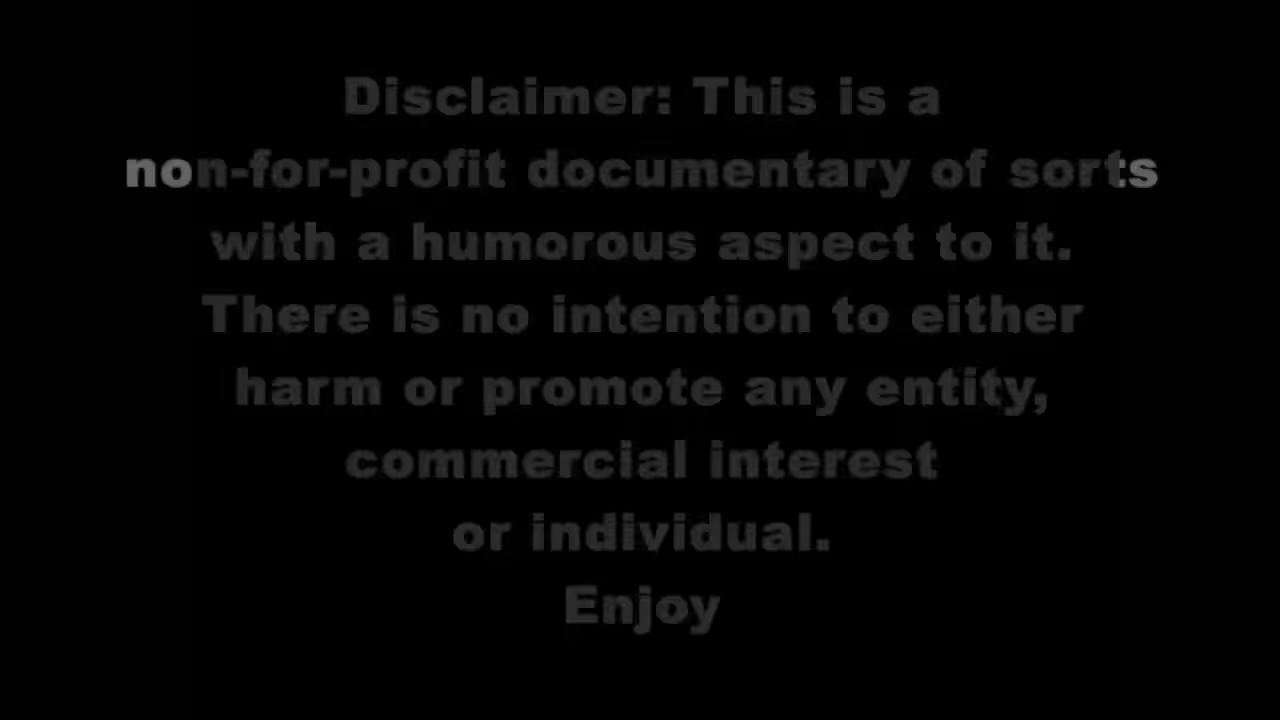 Disclaimer: This is a
non-for-profit documentary of sorts
with a humorous aspect to it.
There is no intention to either
harm or promote any entity,
commercial interest
or individual.
Enjoy